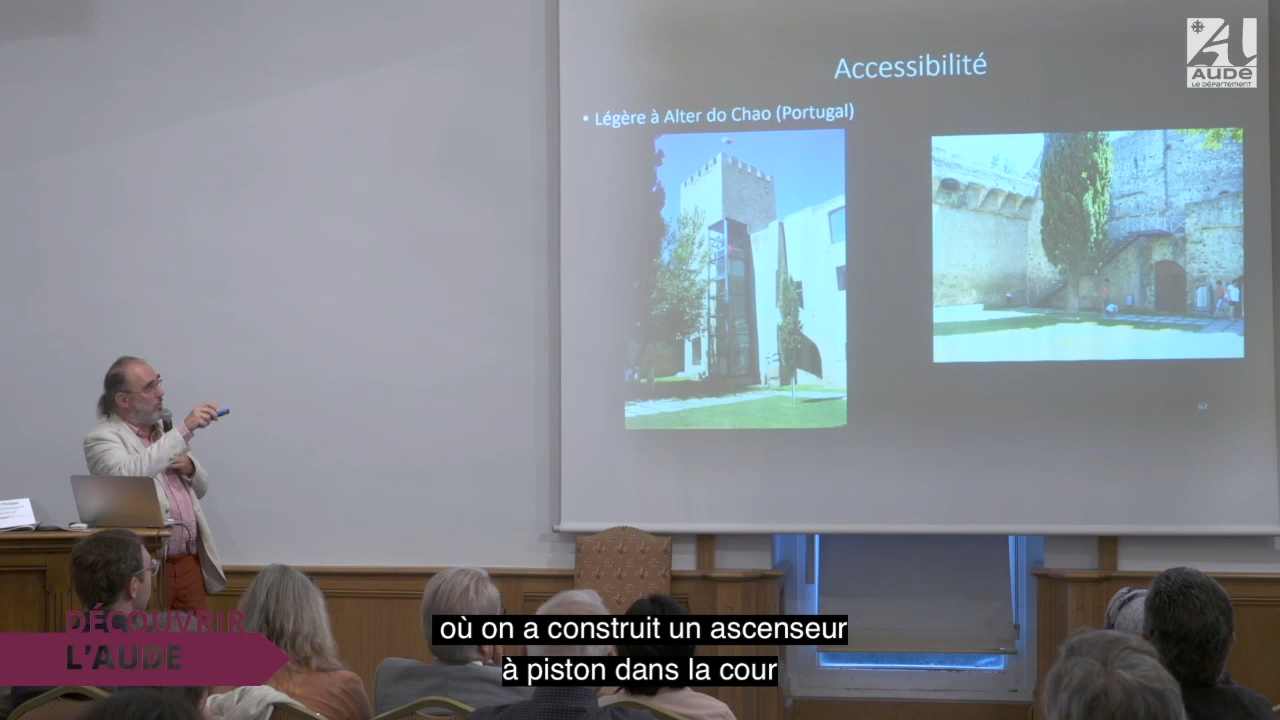 AUDE
LE DÉPARTEMENT
Accessibilité
• Légère à Alter do Chao (Portugal)
62
DÉCOUVRIR
L'AUDE
où on a construit un ascenseur
à piston dans la cour